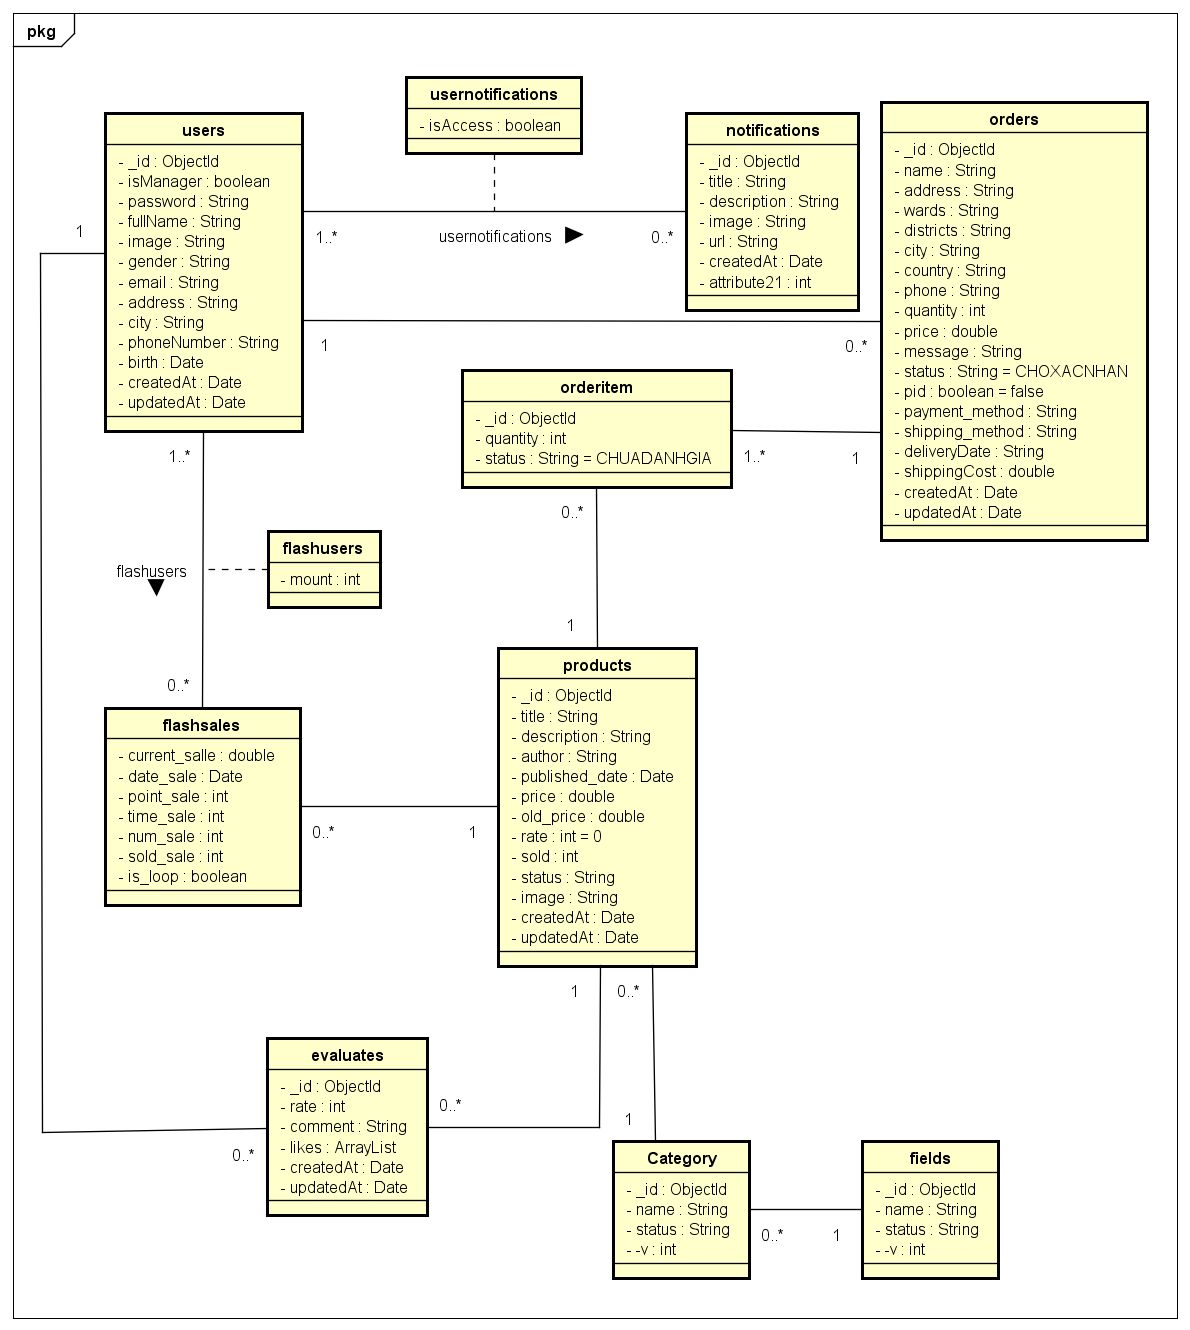 pkg
usernotifications
- isAccess : boolean
users
- _id : ObjectId
- isManager : boolean
- password : String
- fullName : String
- image : String
- gender : String
- email : String
- address : String
- city : String
- phoneNumber : String
- birth : Date
- createdAt : Date
- updatedAt : Date
notifications
- _id : ObjectId
- title : String
- description : String
- image : String
- url : String
- createdAt : Date
- attribute21 : int
orders
- _id : ObjectId
- name : String
- address : String
- wards : String
- districts : String
- city : String
- country : String
- phone : String
- quantity : int
- price : double
- message : String
- status : String = CHOXACNHAN
- pid : boolean = false
- payment_method : String
- shipping_method : String
- deliveryDate : String
- shippingCost : double
- createdAt : Date
- updatedAt : Date
1
1..*
usernotifications
0..*
1
0..*
orderitem
- _id : ObjectId
- quantity : int
- status : String = CHUADANHGIA
1..*
1
1..*
0..*
flashusers
- mount : int
flashusers
1
0..*
products
- _id : ObjectId
- title : String
- description : String
- author : String
- published_date : Date
- price : double
- old_price : double
- rate : int = 0
- sold : int
- status : String
- image : String
- createdAt : Date
- updatedAt : Date
flashsales
- current_salle : double
- date_sale : Date
- point_sale : int
- time_sale : int
- num_sale : int
- sold_sale : int
- is_loop : boolean
0..*
1
1
0..*
evaluates
- _id : ObjectId
- rate : int
- comment : String
- likes : ArrayList
- createdAt : Date
- updatedAt : Date
0..*
0..*
1
Category
- _id : ObjectId
- name : String
- status : String
- -v : int
0..*
1
fields
- _id : ObjectId
- name : String
- status : String
- -v : int